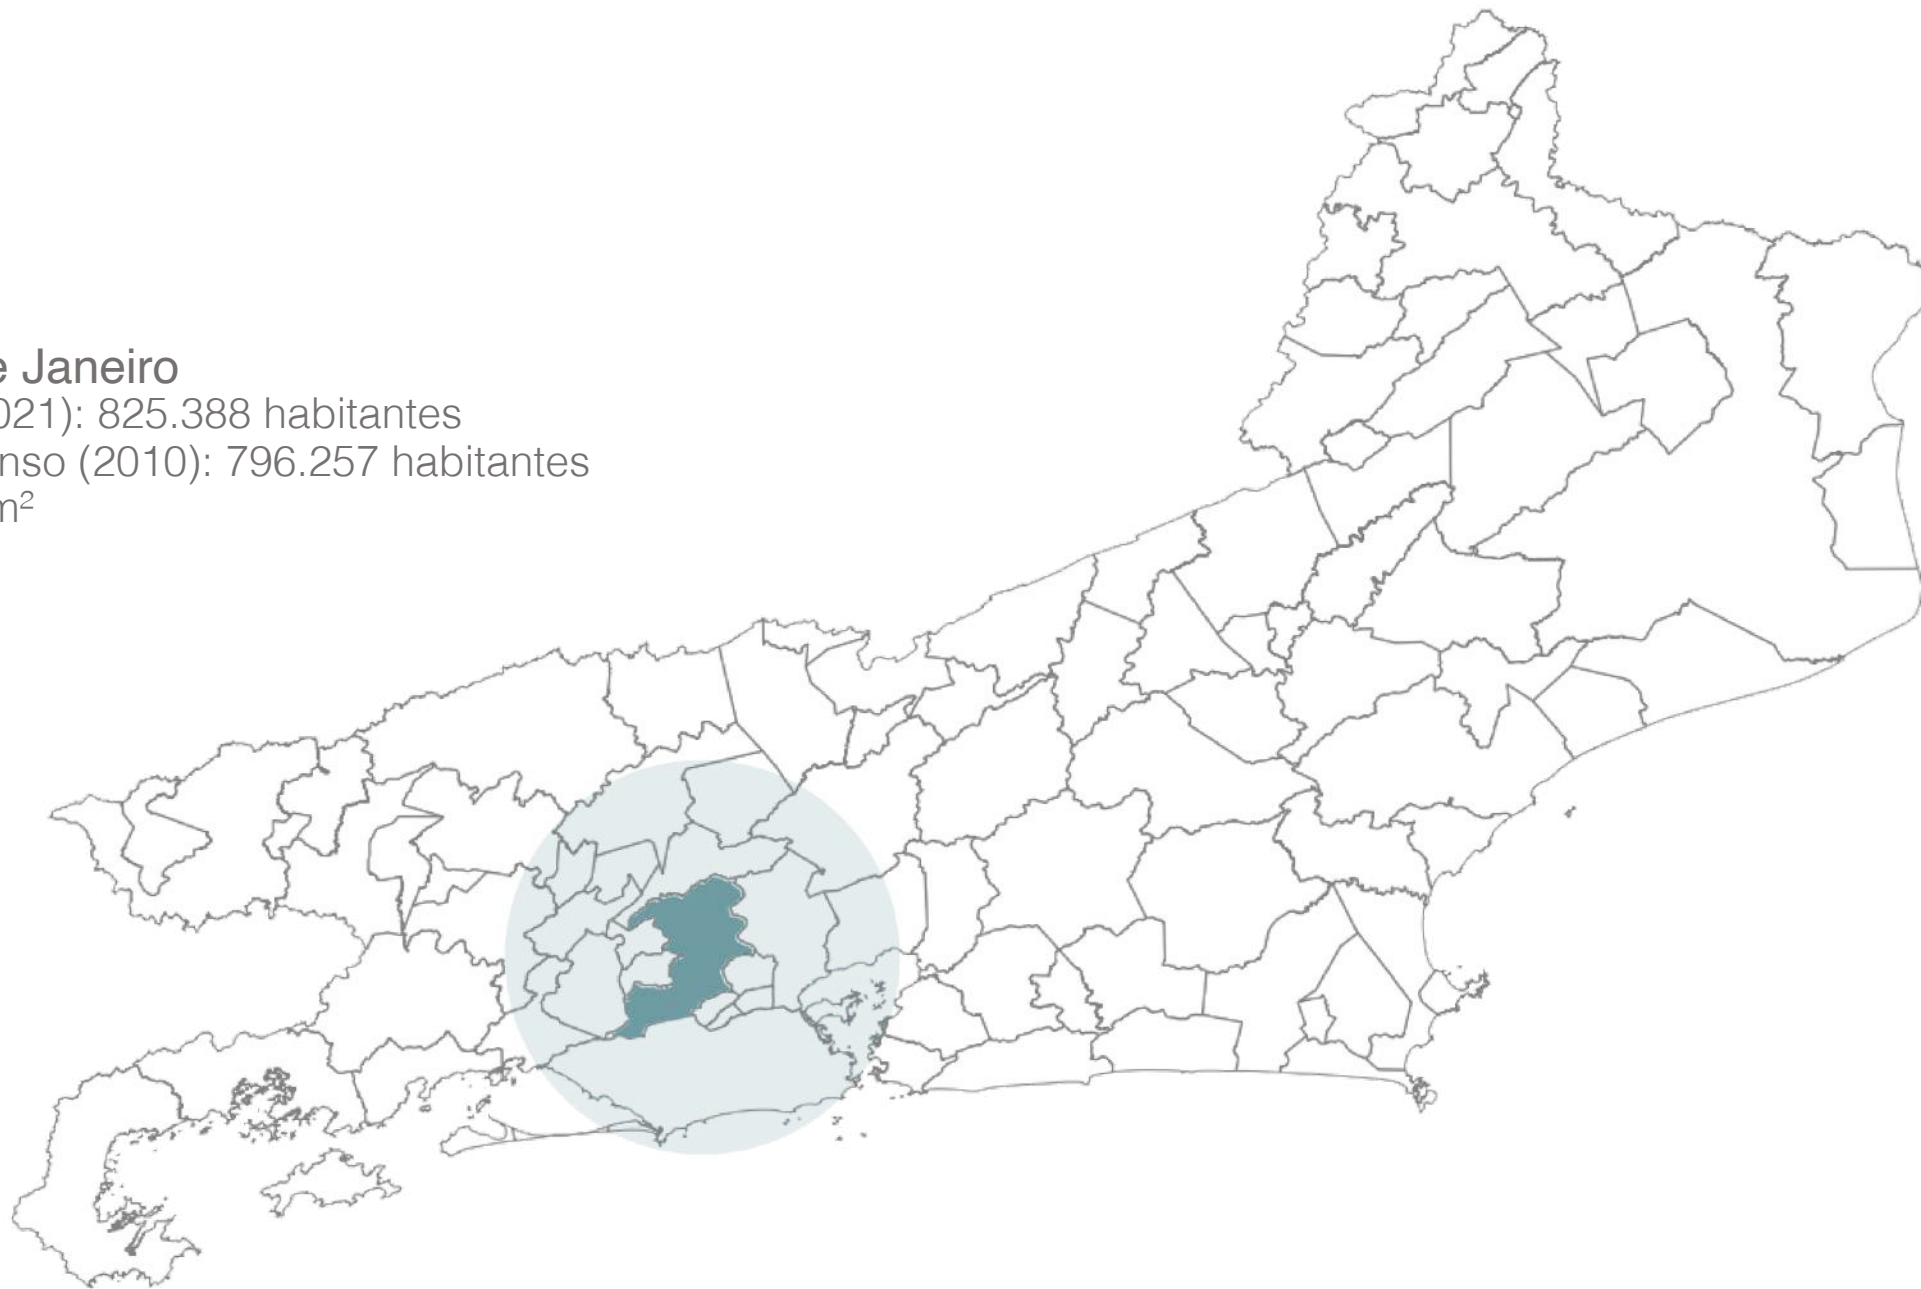 e Janeiro
021): 825.388 habitantes
nso (2010): 796.257 habitantes
m²